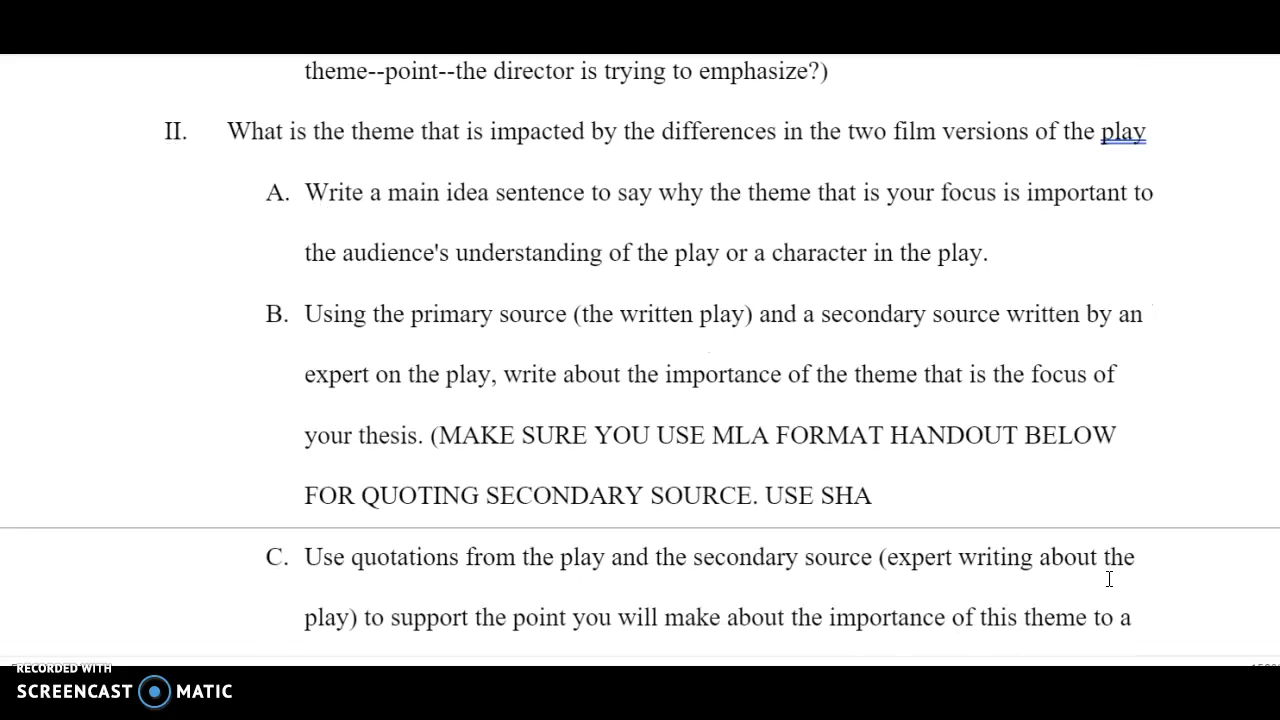 theme--point--the director is trying to emphasize?)
II. What is the theme that is impacted by the differences in the two film versions of the play
A. Write a main idea sentence to say why the theme that is your focus is important to
the audience's understanding of the play or a character in the play.
B. Using the primary source (the written play) and a secondary source written by an
expert on the play, write about the importance of the theme that is the focus of
your thesis. (MAKE SURE YOU USE MLA FORMAT HANDOUT BELOW
FOR QUOTING SECONDARY SOURCE. USE SHA
C. Use quotations from the play and the secondary source (expert writing about the
play) to support the point you will make about the importance of this theme to a
RECORDED WITH
SCREENCAST MATIC